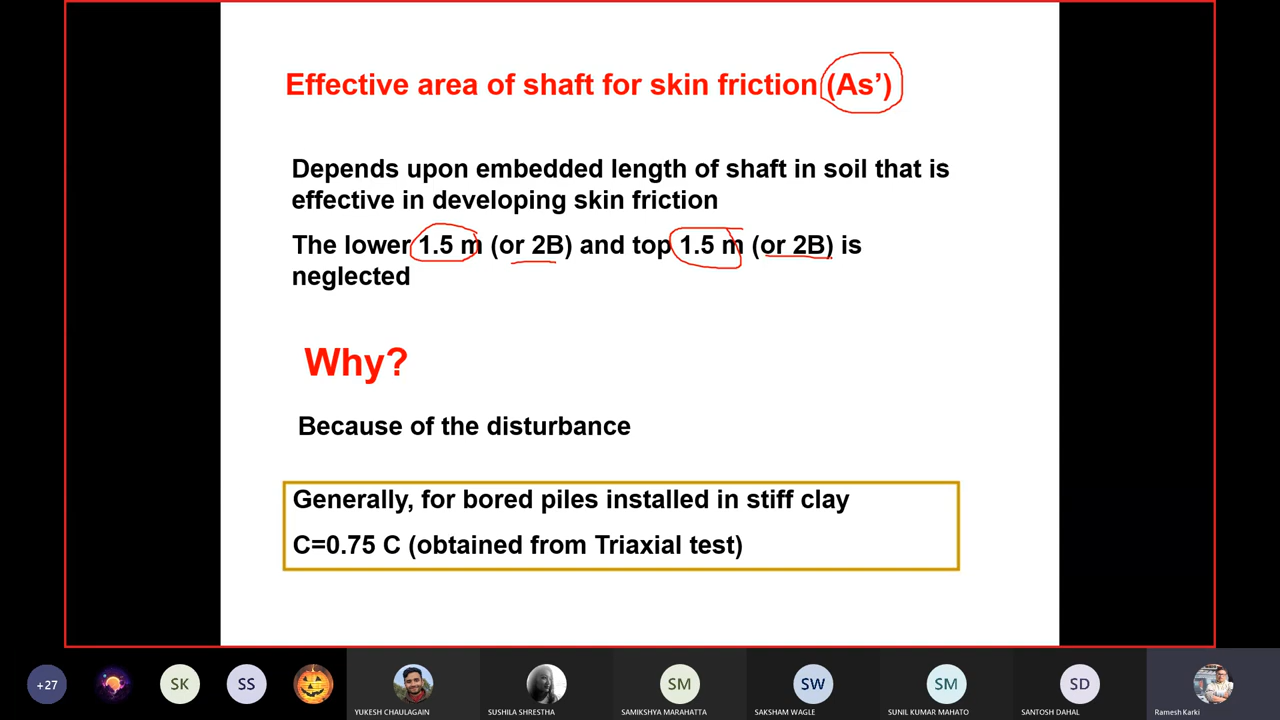 Effective area of shaft for skin friction (As’)
Depends upon embedded length of shaft in soil that is
effective in developing skin friction
The lower 1.5 m (or 2B) and top 1.5 m (or 2B) is
neglected
Why?
Because of the disturbance
Generally, for bored piles installed in stiff clay
C=0.75 C (obtained from Triaxial test)
+27
SK
SS
YUKESH CHAULAGAIN
SUSHILA SHRESTHA
SM
SAMIKSHYA MARAHATTA
SW
SAKSHAM WAGLE
SM
SUNIL KUMAR MAHATO
SD
SANTOSH DAHAL
Ramesh Karki